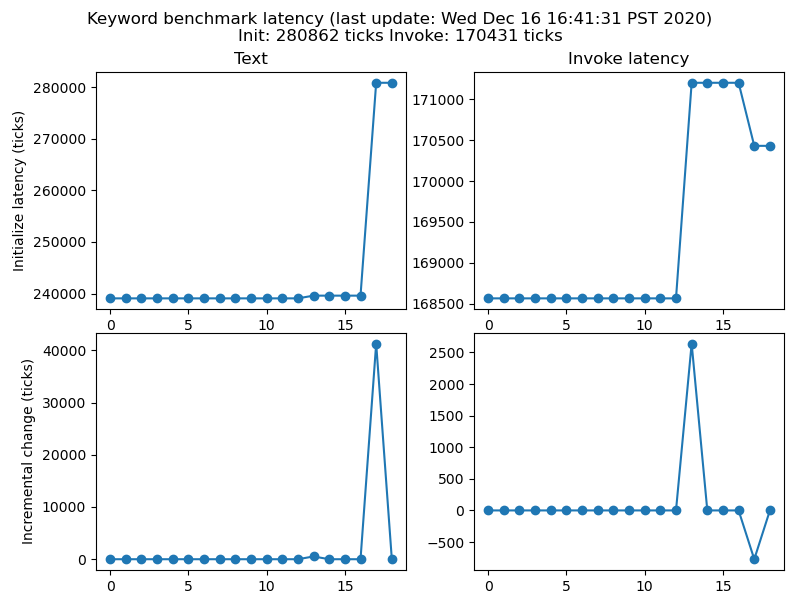 Keyword benchmark latency (last update: Wed Dec 16 16:41:31 PST 2020)
Init: 280862 ticks Invoke: 170431 ticks
Text
Invoke latency
Initialize latency (ticks)
280000
270000
260000
250000
240000
0 5 10 15
171000
170500
170000
169500
169000
168500
0 5 10 15
Incremental change (ticks)
40000
30000
20000
10000
0
0 5 10 15
2500
2000
1500
1000
500
0
−500
0 5 10 15